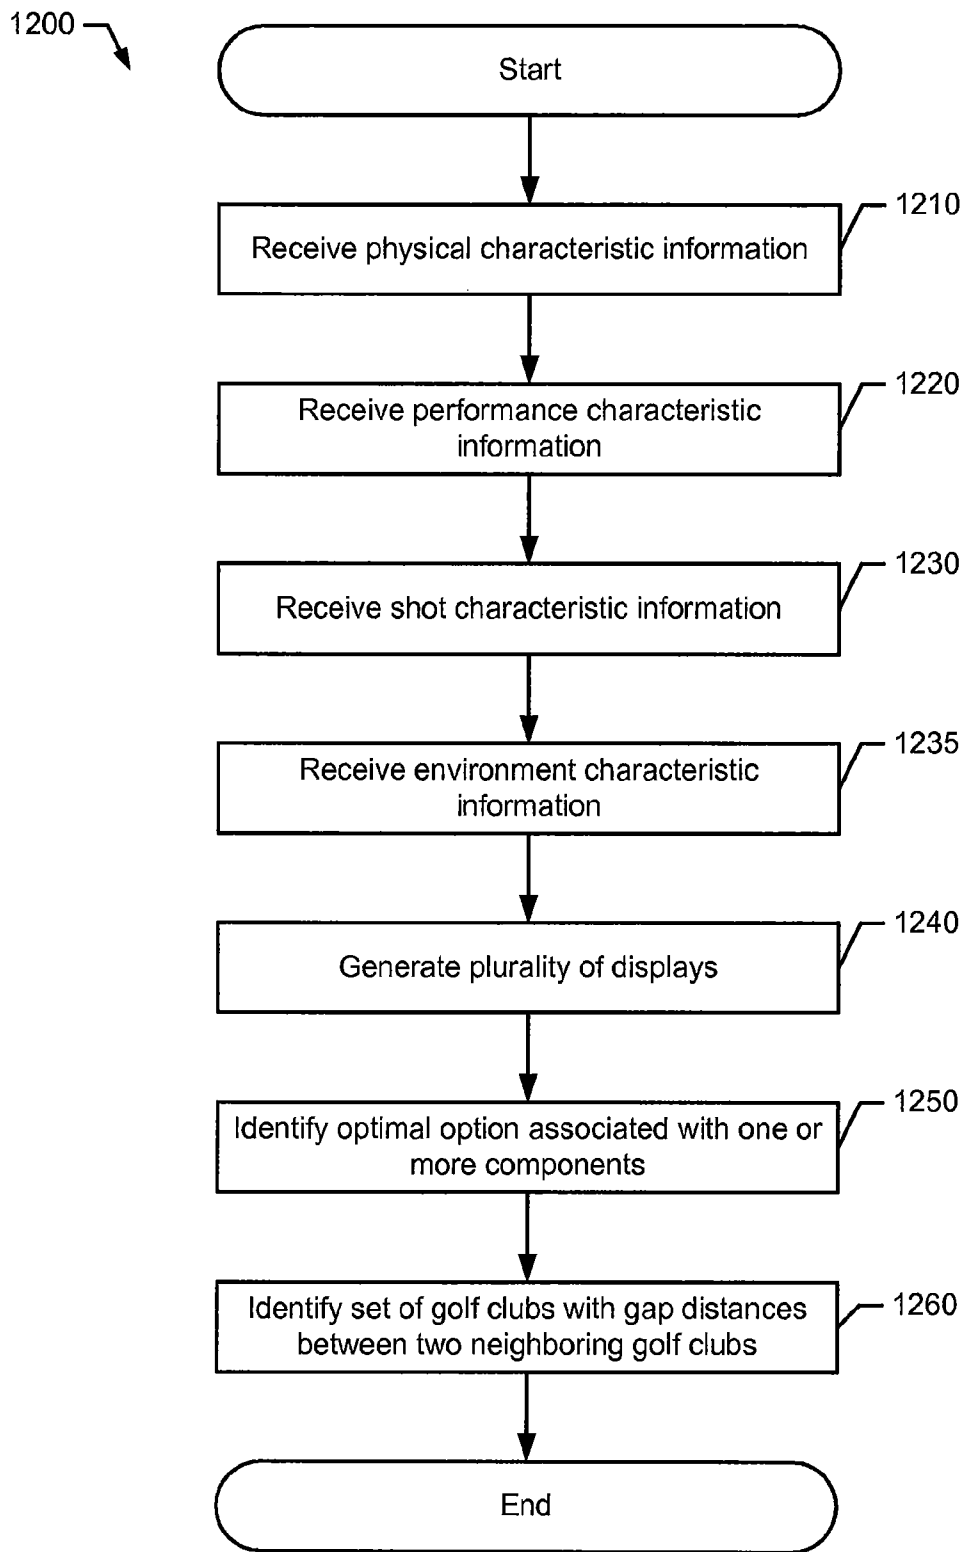 1200
Start
1210
Receive physical characteristic information
1220
Receive performance characteristic
information
1230
Receive shot characteristic information
1235
Receive environment characteristic
information
1240
Generate plurality of displays
1250
Identify optimal option associated with one or
more components
1260
Identify set of golf clubs with gap distances
between two neighboring golf clubs
End